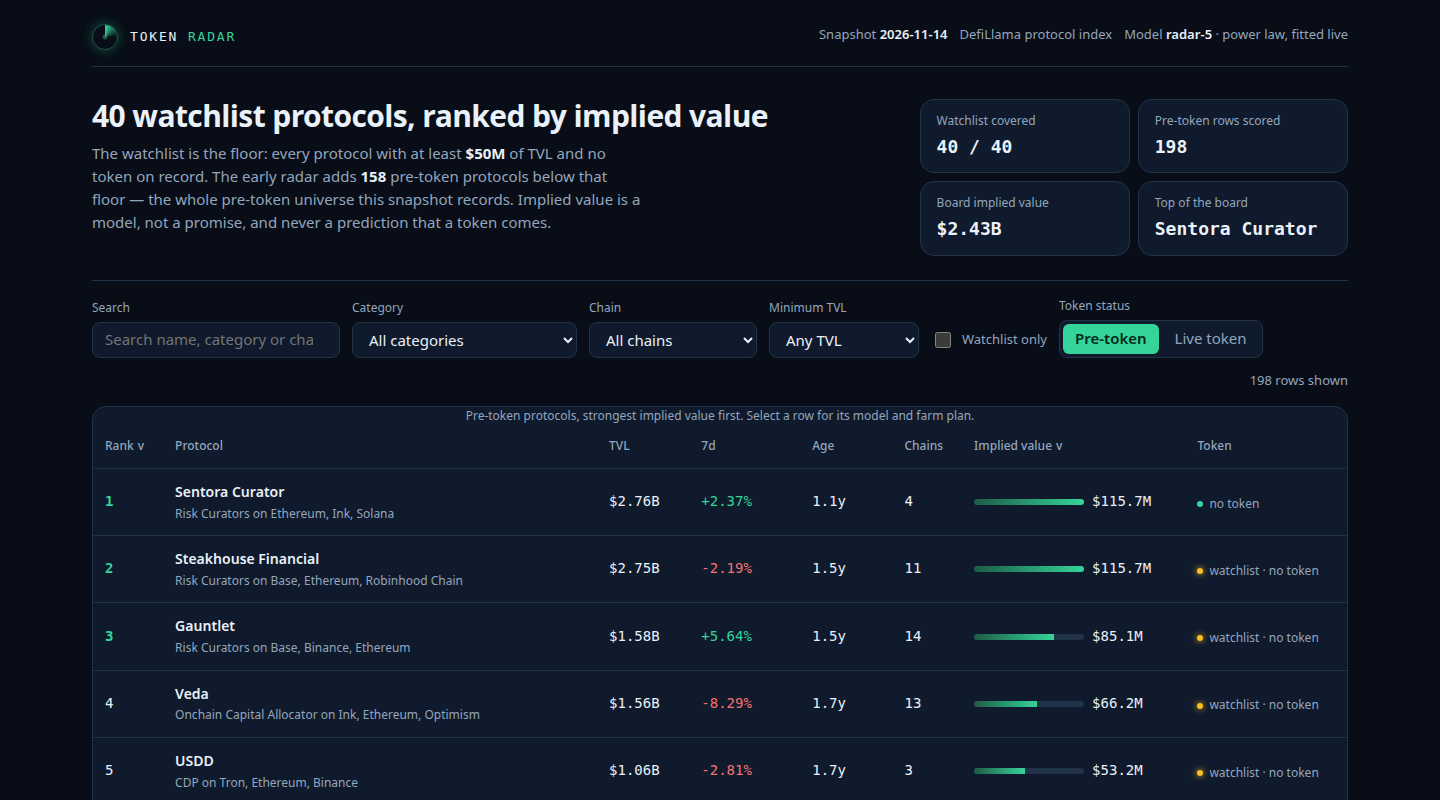 TOKEN RADAR
Snapshot 2026-11-14 DefiLlama protocol index Model radar-5 · power law, fitted live
40 watchlist protocols, ranked by implied value
The watchlist is the floor: every protocol with at least $50M of TVL and no
token on record. The early radar adds 158 pre-token protocols below that
floor — the whole pre-token universe this snapshot records. Implied value is a
model, not a promise, and never a prediction that a token comes.
Watchlist covered
40 / 40
Pre-token rows scored
198
Board implied value
$2.43B
Top of the board
Sentora Curator
Search
Search name, category or cha
Category
All categories
Chain
All chains
Minimum TVL
Any TVL
Watchlist only
Token status
Pre-token Live token
198 rows shown
Pre-token protocols, strongest implied value first. Select a row for its model and farm plan.
Rank v Protocol TVL 7d Age Chains Implied value v Token
1 Sentora Curator $2.76B +2.37% 1.1y 4 $115.7M no token
Risk Curators on Ethereum, Ink, Solana
2 Steakhouse Financial $2.75B -2.19% 1.5y 11 $115.7M watchlist · no token
Risk Curators on Base, Ethereum, Robinhood Chain
3 Gauntlet $1.58B +5.64% 1.5y 14 $85.1M watchlist · no token
Risk Curators on Base, Binance, Ethereum
4 Veda $1.56B -8.29% 1.7y 13 $66.2M watchlist · no token
Onchain Capital Allocator on Ink, Ethereum, Optimism
5 USDD $1.06B -2.81% 1.7y 3 $53.2M watchlist · no token
CDP on Tron, Ethereum, Binance